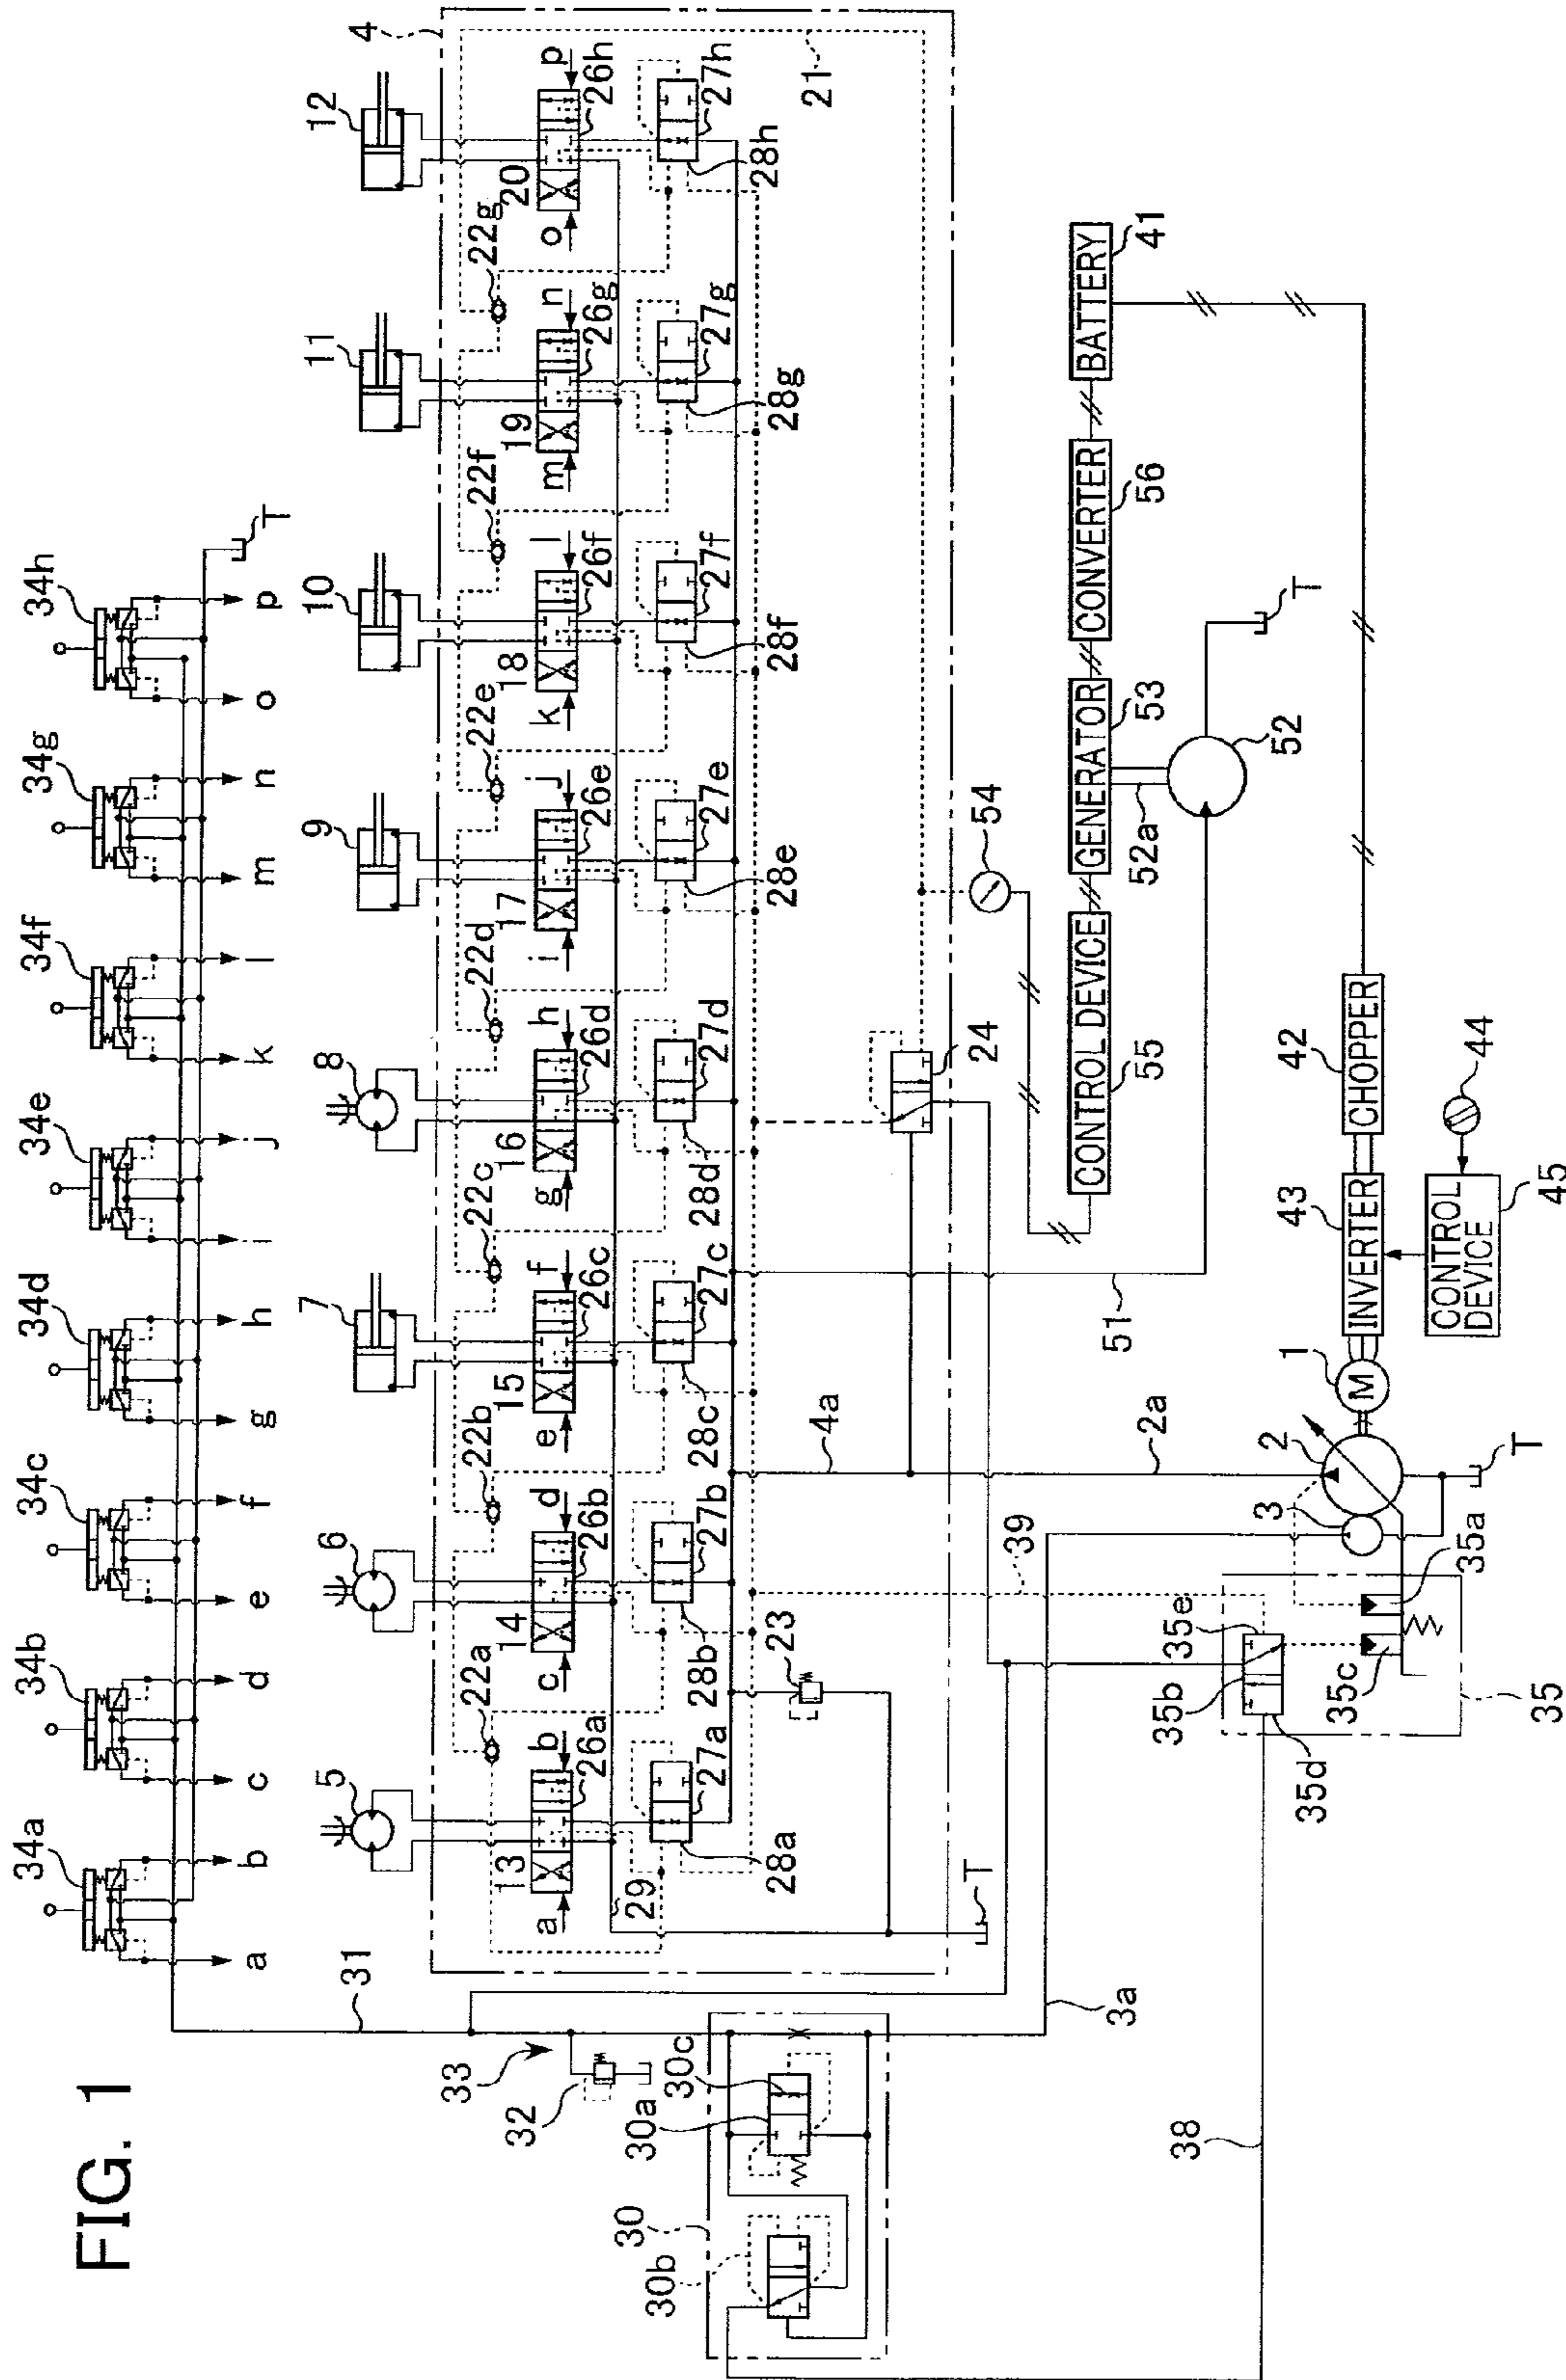 FIG. 1
34a
34b
34c
34d
34e
34f
34g
34h
T
a
b
c
d
e
f
g
h
i
j
k
l
m
n
o
p
31
33
32
5
6
7
8
9
10
11
12
4
22a
22b
22c
22d
22e
22f
22g
21
13
14
15
16
17
18
19
20
a
b
c
d
e
f
g
h
i
j
k
l
m
n
o
p
26a
26b
26c
26d
26e
26f
26g
26h
27a
27b
27c
27d
27e
27f
27g
27h
28a
28b
28c
28d
28e
28f
28g
28h
29
23
24
T
30
30a
30b
30c
3a
38
39
4a
2a
51
54
CONTROL DEVICE
55
GENERATOR
53
CONVERTER
56
BATTERY
41
52a
52
T
35
35a
35b
35c
35d
35e
3
2
1
M
T
INVERTER
43
CHOPPER
42
44
CONTROL
DEVICE
45